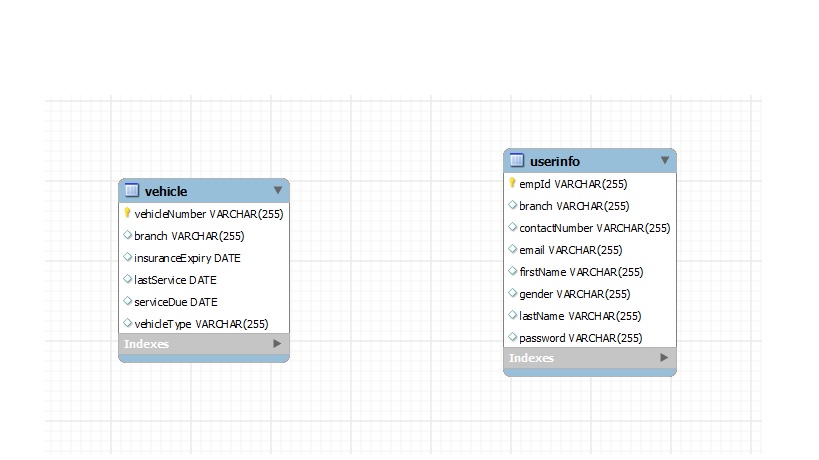 vehicle
vehicleNumber VARCHAR(255)
branch VARCHAR(255)
insuranceExpiry DATE
lastService DATE
serviceDue DATE
vehicleType VARCHAR(255)
Indexes
userinfo
empId VARCHAR(255)
branch VARCHAR(255)
contactNumber VARCHAR(255)
email VARCHAR(255)
firstName VARCHAR(255)
gender VARCHAR(255)
lastName VARCHAR(255)
password VARCHAR(255)
Indexes